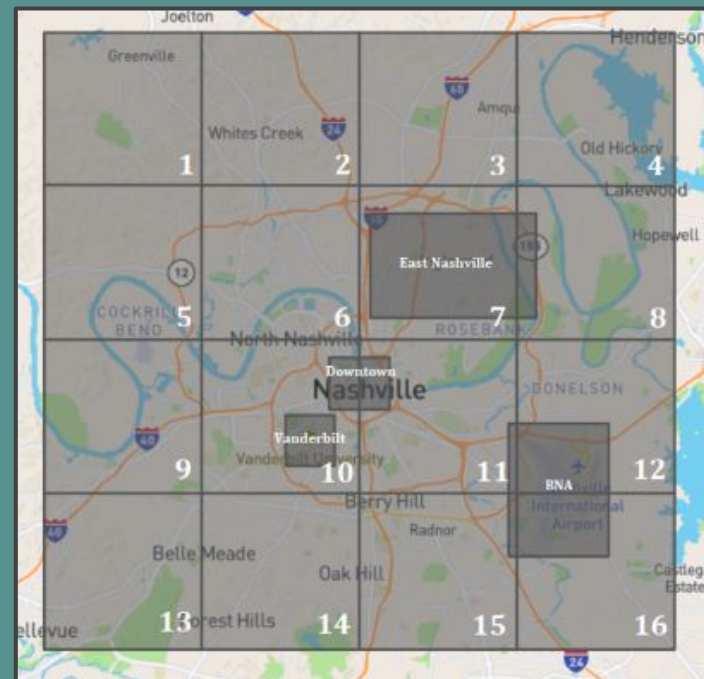 Joelton
Henderson
Greenville
Amqui
Whites Creek
24
65
Old Hickory
1
2
3
4
Lakewood
Hopewell
East Nashville
155
12
COCKRILL
BEND
5
6
7
8
North Nashville
ROSEBANK
Downtown
Nashville
DONELSON
Vanderbilt
Vanderbilt University
40
9
10
11
12
BNA
International
Airport
Berry Hill
Radnor
40
Belle Meade
Oak Hill
Castlega
Estate
ellevue
13
Forest Hills
14
15
16
24